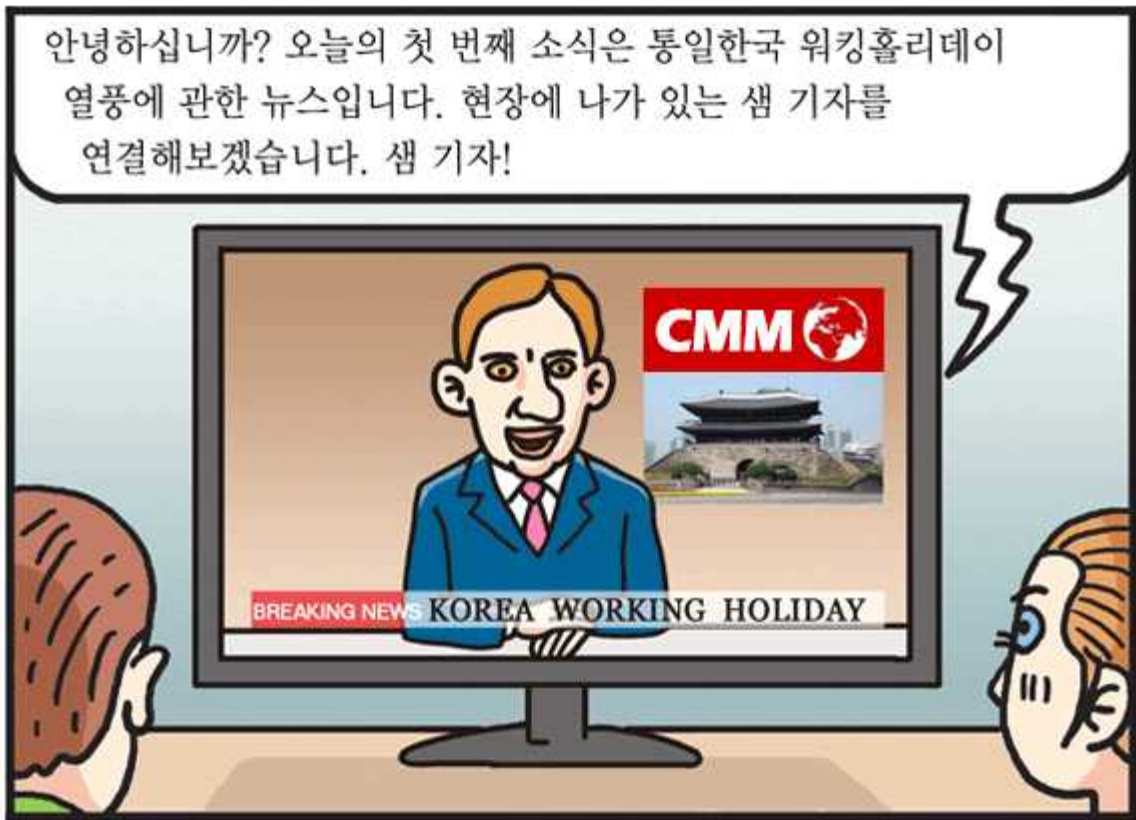 안녕하십니까? 오늘의 첫 번째 소식은 통일한국 워킹홀리데이
열풍에 관한 뉴스입니다. 현장에 나가 있는 샘 기자를
연결해보겠습니다. 샘 기자!
CMM
BREAKING NEWS KOREA WORKING HOLIDAY